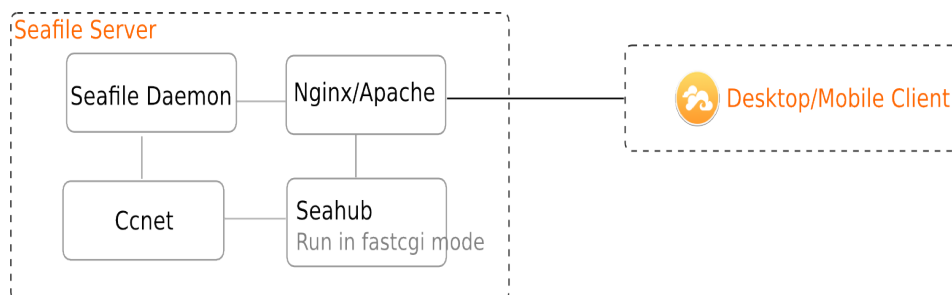 Seafile Server
Seafile Daemon
Nginx/Apache
Desktop/Mobile Client
Ccnet
Seahub
Run in fastcgi mode